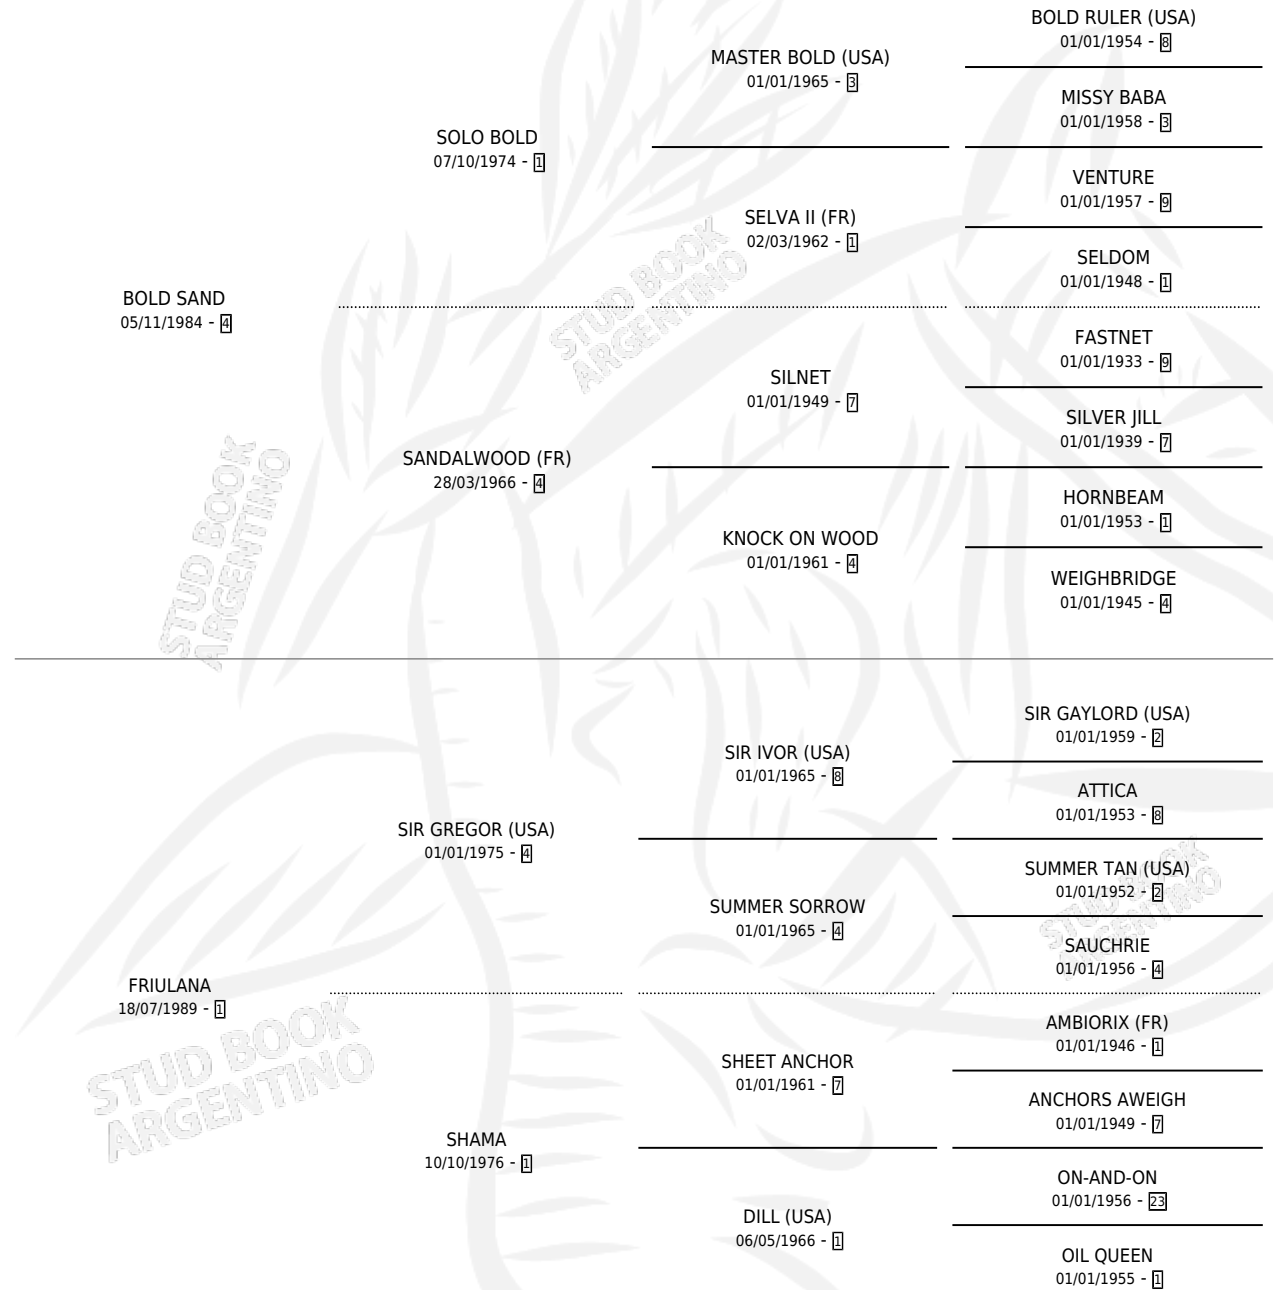 BOLD RULER (USA)
01/01/1954 - 8
MASTER BOLD (USA)
01/01/1965 - 3
MISSY BABA
01/01/1958 - 3
SOLO BOLD
07/10/1974 - 1
VENTURE
01/01/1957 - 9
SELVA II (FR)
02/03/1962 - 1
SELDOM
01/01/1948 - 1
BOLD SAND
05/11/1984 - 4
STUD BOOK
ARGENTINO
FASTNET
01/01/1933 - 9
SILNET
01/01/1949 - 7
SILVER JILL
01/01/1939 - 7
SANDALWOOD (FR)
28/03/1966 - 4
HORNBEAM
01/01/1953 - 1
KNOCK ON WOOD
01/01/1961 - 4
WEIGHBRIDGE
01/01/1945 - 4
STUD BOOK
ARGENTINO
SIR GAYLORD (USA)
01/01/1959 - 2
SIR IVOR (USA)
01/01/1965 - 8
ATTICA
01/01/1953 - 8
SIR GREGOR (USA)
01/01/1975 - 4
SUMMER TAN (USA)
01/01/1952 - 2
SUMMER SORROW
01/01/1965 - 4
SAUCHRIE
01/01/1956 - 4
STUD BOOK
ARGENTINO
FRIULANA
18/07/1989 - 1
AMBIORIX (FR)
01/01/1946 - 1
SHEET ANCHOR
01/01/1961 - 7
ANCHORS AWEIGH
01/01/1949 - 7
STUD BOOK
ARGENTINO
SHAMA
10/10/1976 - 1
ON-AND-ON
01/01/1956 - 23
DILL (USA)
06/05/1966 - 1
OIL QUEEN
01/01/1955 - 1